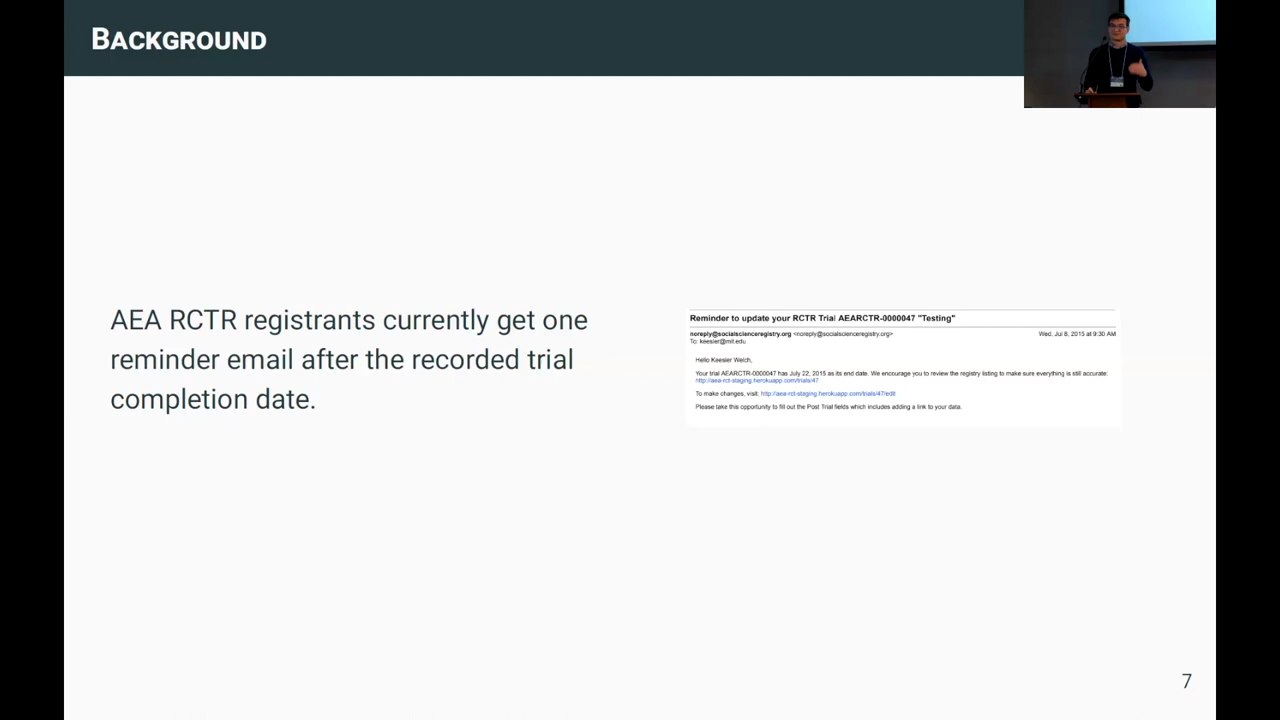 BACKGROUND
AEA RCTR registrants currently get one
reminder email after the recorded trial
completion date.
Reminder to update your RCTR Trial AEARCTR-0000047 "Testing"
noreply@socialscienceregistry.org <noreply@socialscienceregistry.org> Wed, Jul 8, 2015 at 9:30 AM
To: keesler@mit.edu
Hello Keesler Welch,
Your trial AEARCTR-0000047 has July 22, 2015 as its end date. We encourage you to review the registry listing to make sure everything is still accurate:
http://aea-rct-staging.herokuapp.com/trials/47
To make changes, visit: http://aea-rct-staging.herokuapp.com/trials/47/edit
Please take this opportunity to fill out the Post Trial fields which includes adding a link to your data.
7